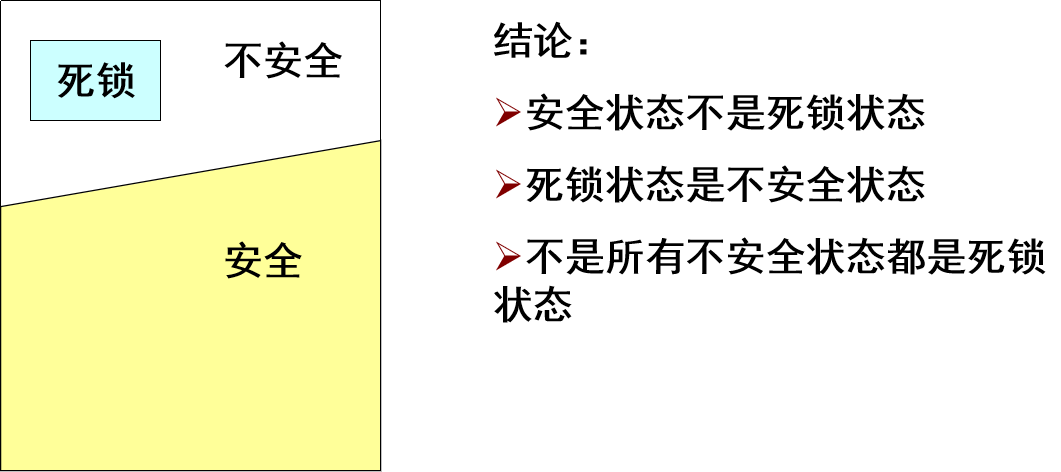 死锁
不安全
安全
结论：
➢安全状态不是死锁状态
➢死锁状态是不安全状态
➢不是所有不安全状态都是死锁
状态